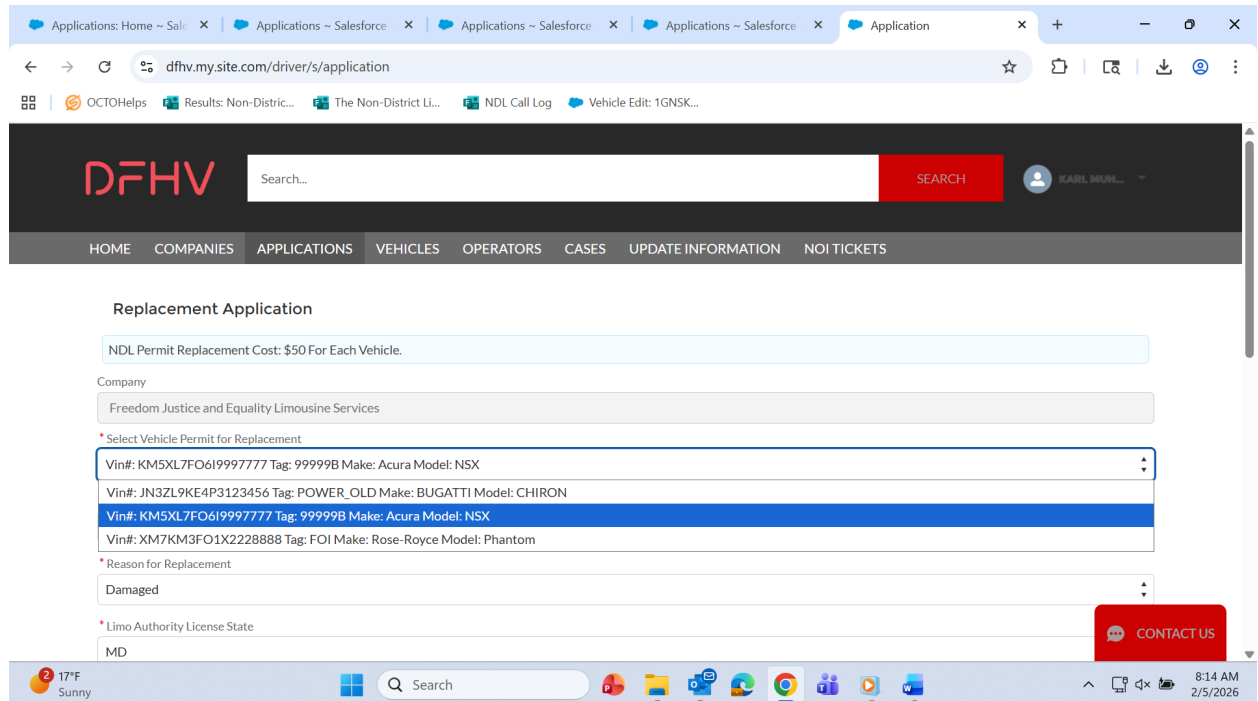 Applications: Home ~ Sale
Applications ~ Salesforce
Applications ~ Salesforce
Applications ~ Salesforce
Application
dfhv.my.site.com/driver/s/application
OCTOHelps
Results: Non-Distric...
The Non-District Li...
NDL Call Log
Vehicle Edit: 1GNSK...
DFHV
Search...
SEARCH
KARL MUH...
HOME COMPANIES APPLICATIONS VEHICLES OPERATORS CASES UPDATE INFORMATION NOI TICKETS
Replacement Application
NDL Permit Replacement Cost: $50 For Each Vehicle.
Company
Freedom Justice and Equality Limousine Services
* Select Vehicle Permit for Replacement
Vin#: KM5XL7FO6I9997777 Tag: 99999B Make: Acura Model: NSX
Vin#: JN3ZL9KE4P3123456 Tag: POWER_OLD Make: BUGATTI Model: CHIRON
Vin#: KM5XL7FO6I9997777 Tag: 99999B Make: Acura Model: NSX
Vin#: XM7KM3FO1X2228888 Tag: FOI Make: Rose-Royce Model: Phantom
* Reason for Replacement
Damaged
* Limo Authority License State
MD
CONTACT US
2
17°F
Sunny
Search
8:14 AM
2/5/2026